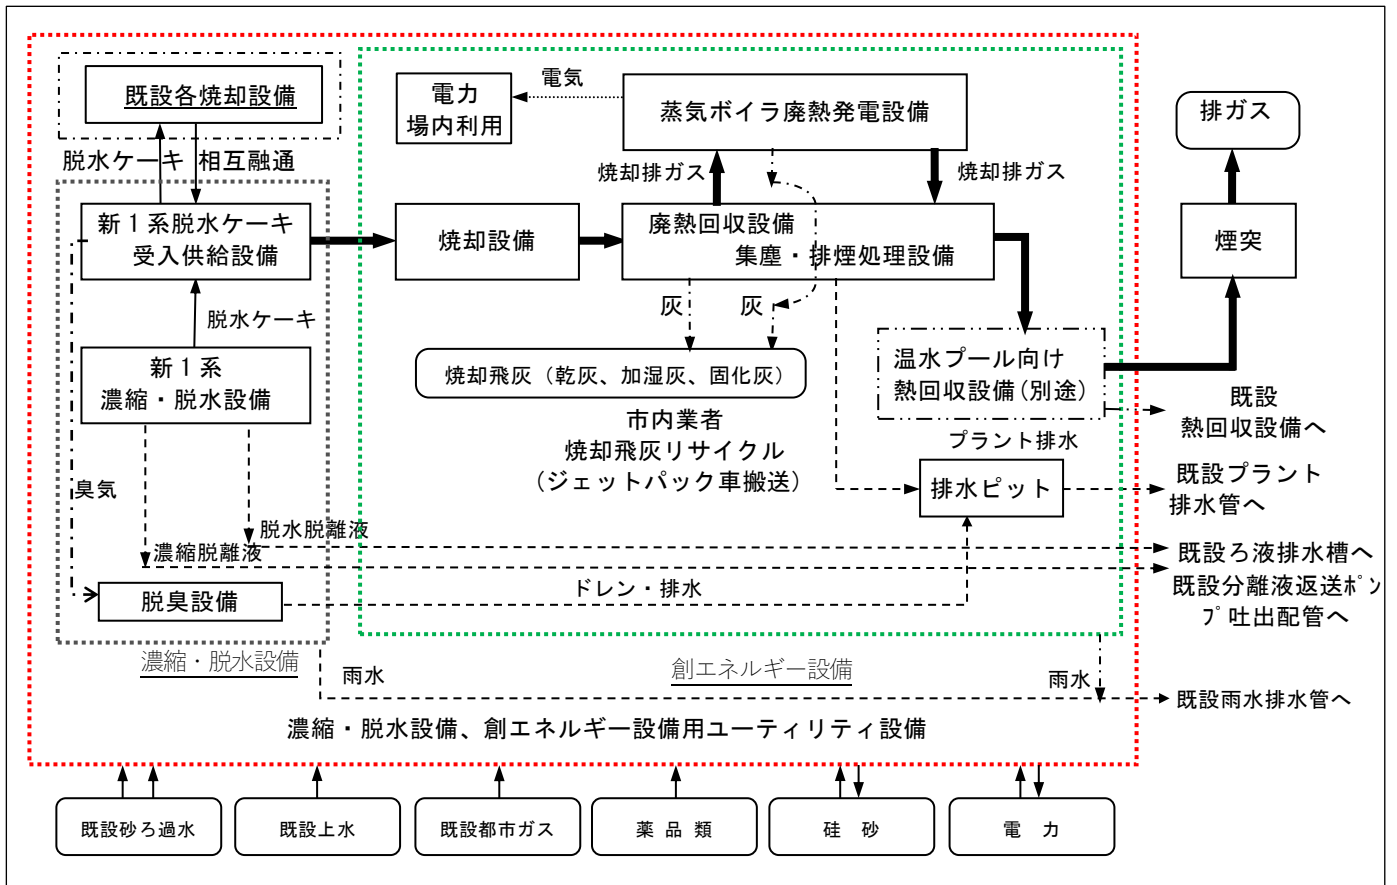 既設各焼却設備
電力
場内利用
電気
蒸気ボイラ廃熱発電設備
排ガス
脱水ケーキ 相互融通
焼却排ガス
焼却排ガス
新１系脱水ケーキ
受入供給設備
焼却設備
廃熱回収設備
集塵・排煙処理設備
煙突
脱水ケーキ
灰
灰
新１系
濃縮・脱水設備
焼却飛灰（乾灰、加湿灰、固化灰）
温水プール向け
熱回収設備(別途)
市内業者
焼却飛灰リサイクル
（ジェットパック車搬送）
既設
熱回収設備へ
プラント排水
臭気
排水ピット
既設プラント
排水管へ
脱水脱離液
濃縮脱離液
既設ろ液排水槽へ
既設分離液返送ﾎﾟﾝ
ﾌﾟ吐出配管へ
脱臭設備
ドレン・排水
濃縮・脱水設備
雨水
創エネルギー設備
雨水
既設雨水排水管へ
濃縮・脱水設備、創エネルギー設備用ユーティリティ設備
既設砂ろ過水
既設上水
既設都市ガス
薬品類
硅 砂
電 力